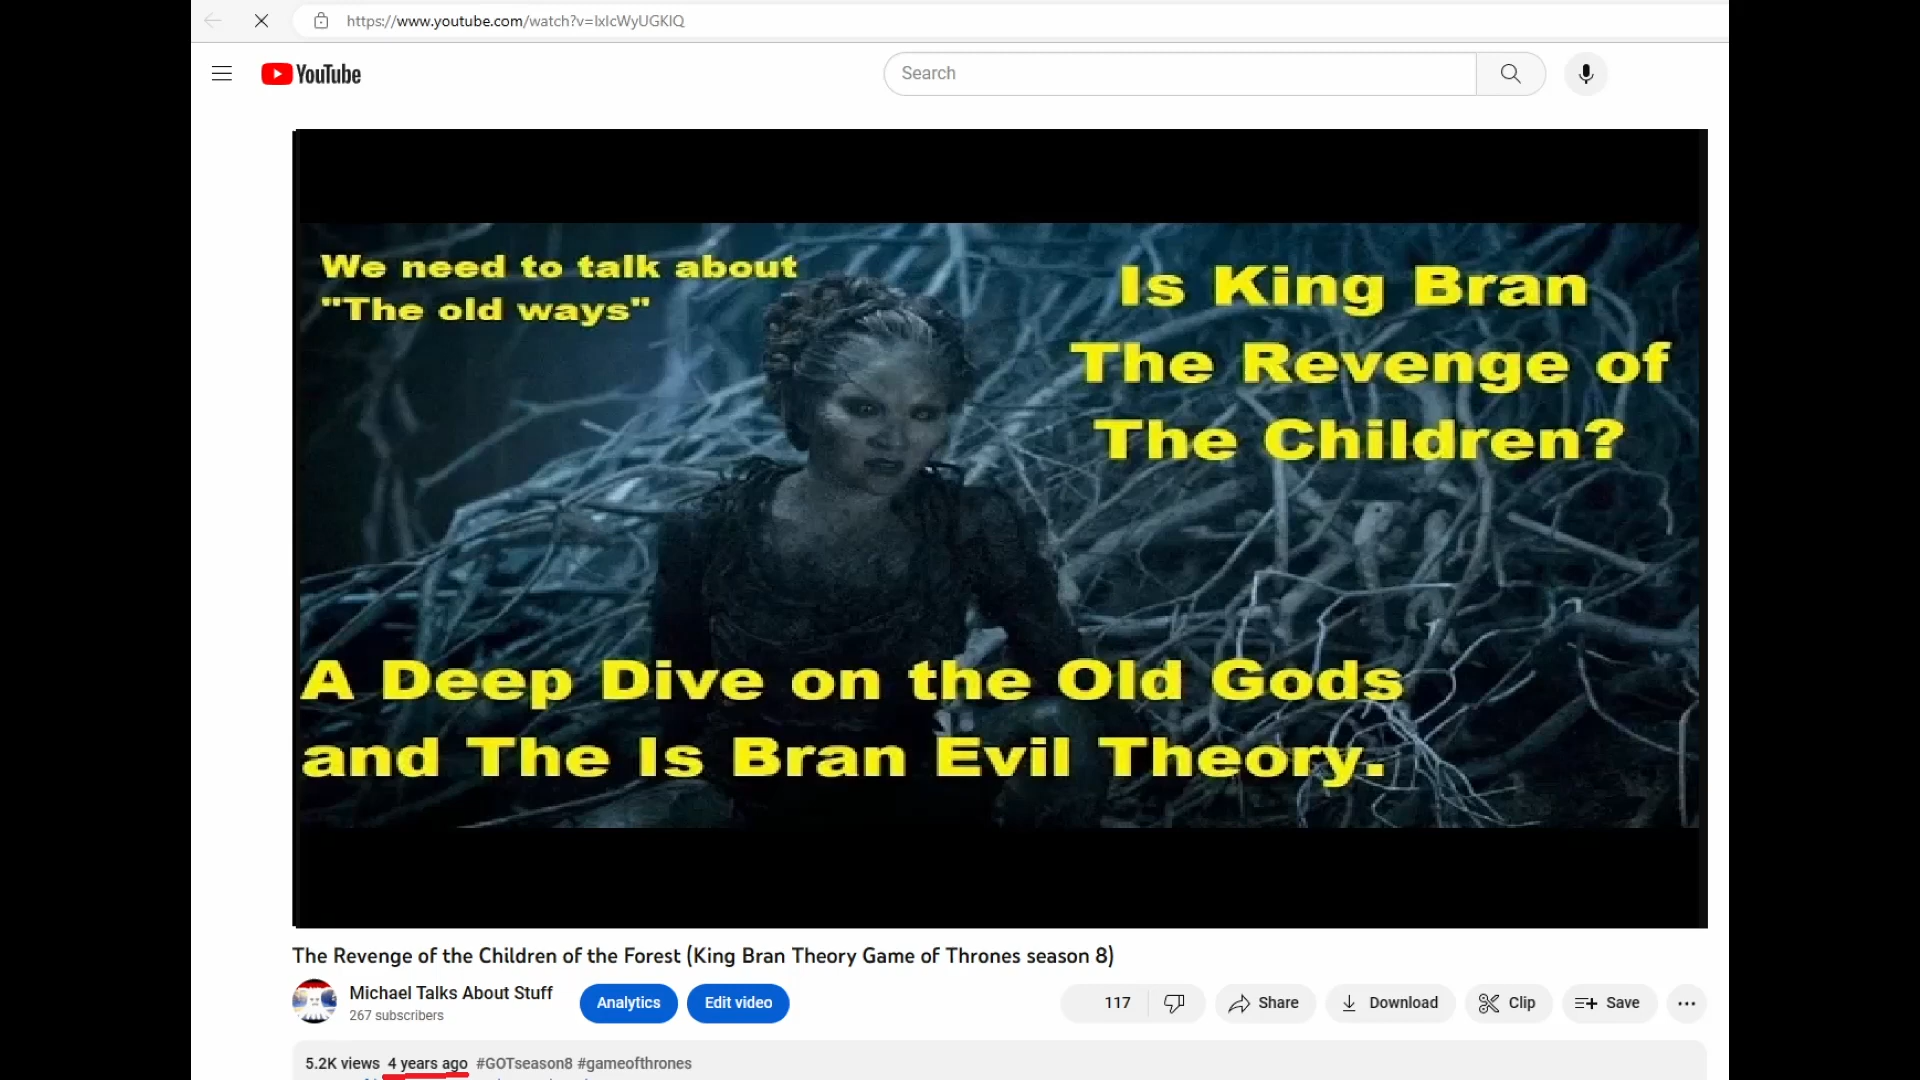 https://www.youtube.com/watch?v=IxIcWyUGKIQ
YouTube
Search
We need to talk about
"The old ways"
Is King Bran
The Revenge of
The Children?
A Deep Dive on the Old Gods
and The Is Bran Evil Theory.
The Revenge of the Children of the Forest (King Bran Theory Game of Thrones season 8)
Michael Talks About Stuff
267 subscribers
Analytics
Edit video
117
Share
Download
Clip
Save
5.2K views 4 years ago #GOTseason8 #gameofthrones